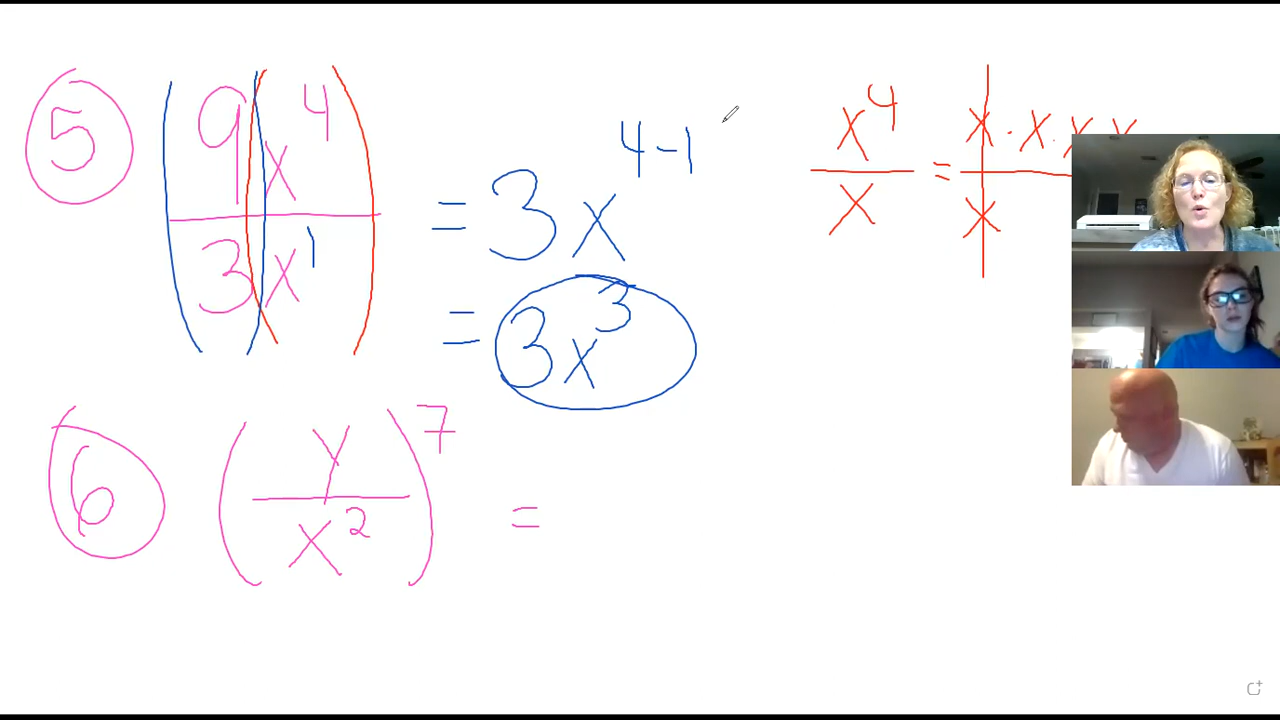 5 9x^4 / 3x^1 = 3x^4-1
= 3x^3
x^4 / x = x · x · x x / x
6 (y / x^2)^7 =